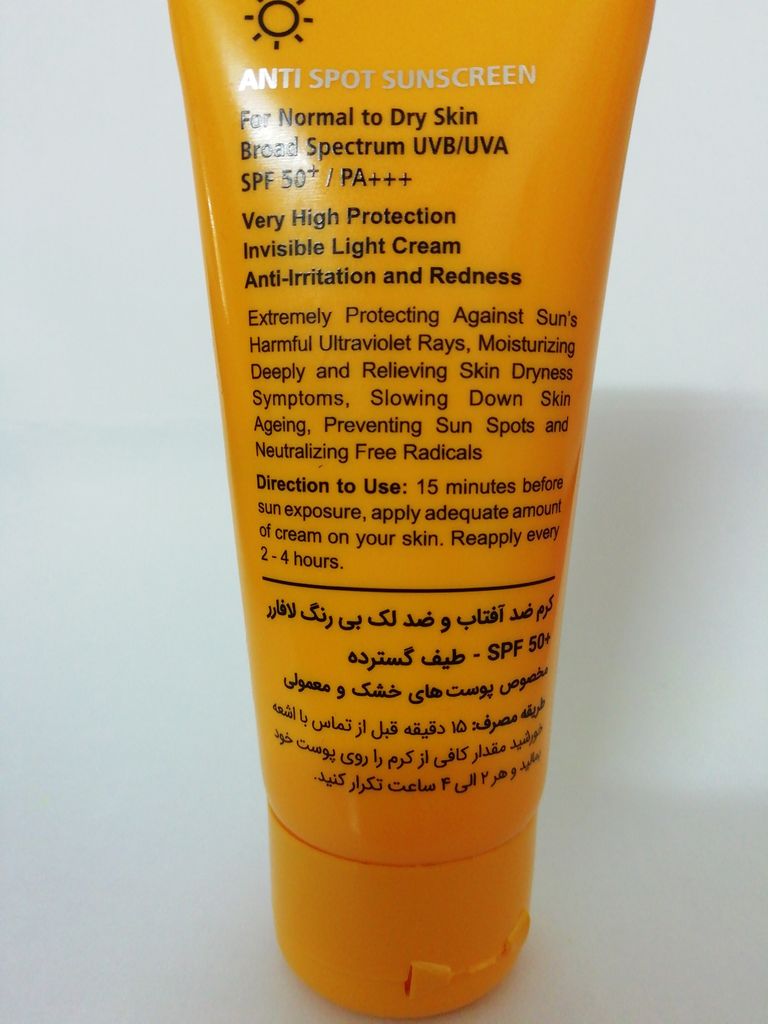 ANTI SPOT SUNSCREEN
For Normal to Dry Skin
Broad Spectrum UVB/UVA
SPF 50+ / PA+++
Very High Protection
Invisible Light Cream
Anti-Irritation and Redness
Extremely Protecting Against Sun's
Harmful Ultraviolet Rays, Moisturizing
Deeply and Relieving Skin Dryness
Symptoms, Slowing Down Skin
Ageing, Preventing Sun Spots and
Neutralizing Free Radicals
Direction to Use: 15 minutes before
sun exposure, apply adequate amount
of cream on your skin. Reapply every
2 - 4 hours.
کرم ضد آفتاب و ضد لک بی رنگ لافارر
SPF 50+ - طیف گسترده
مخصوص پوست های خشک و معمولی
طریقه مصرف: ۱۵ دقیقه قبل از تماس با اشعه
خورشید مقدار کافی از کرم را روی پوست خود
بمالید و هر ۲ الی ۴ ساعت تکرار کنید.